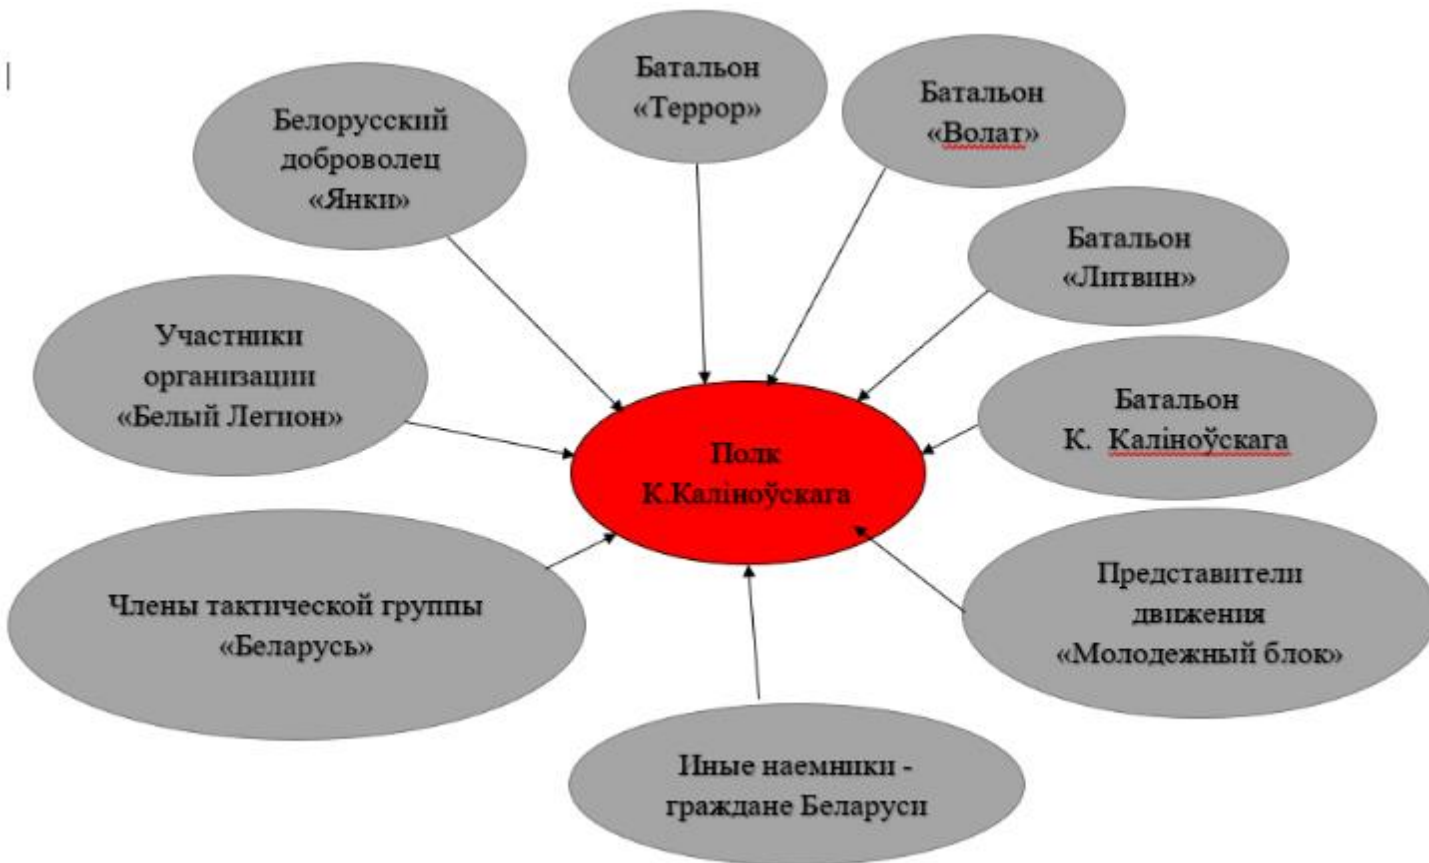 Батальон
«Террор»
Батальон
«Волат»
Белорусский
доброволец
«Янки»
Батальон
«Литвин»
Участники
организации
«Белый Легион»
Батальон
К. Каліноўскага
Полк
К.Каліноўскага
Члены тактической группы
«Беларусь»
Представители
движения
«Молодежный блок»
Иные наемники -
граждане Беларуси